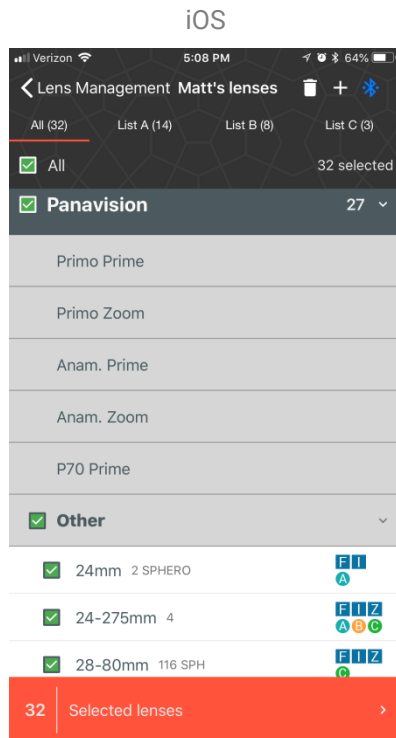 iOS
Verizon 5:08 PM 64%
Lens Management Matt's lenses
All (32) List A (14) List B (8) List C (3)
All 32 selected
Panavision 27
Primo Prime
Primo Zoom
Anam. Prime
Anam. Zoom
P70 Prime
Other
24mm 2 SPHERO F I
A
24-275mm 4 F I Z
A B C
28-80mm 116 SPH F I Z
C
32 Selected lenses